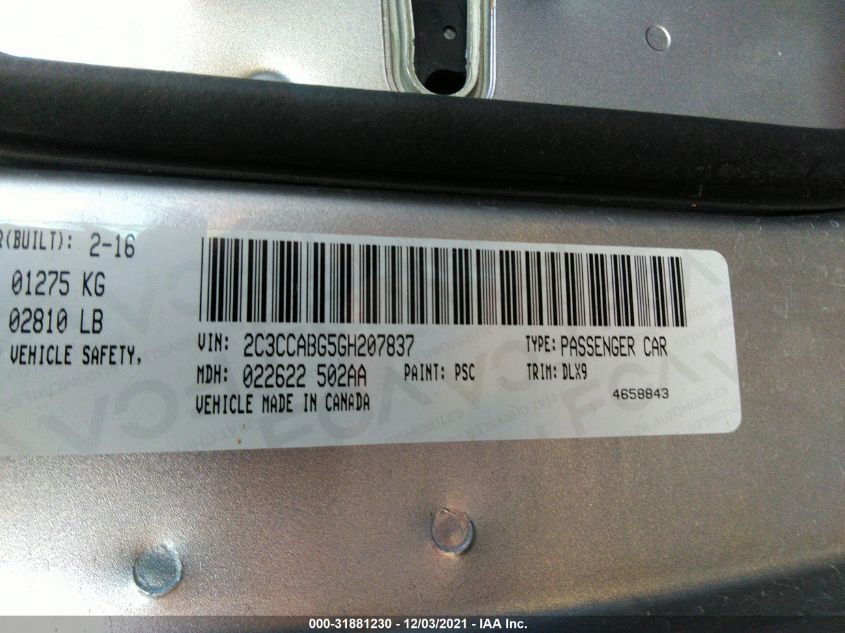 R(BUILT): 2-16
01275 KG
02810 LB
VEHICLE SAFETY.
VIN: 2C3CCABG5GH207837
TYPE: PASSENGER CAR
MDH: 022622 502AA
PAINT: PSC
TRIM: DLX9
VEHICLE MADE IN CANADA
4658843
000-31881230 - 12/03/2021 - IAA Inc.